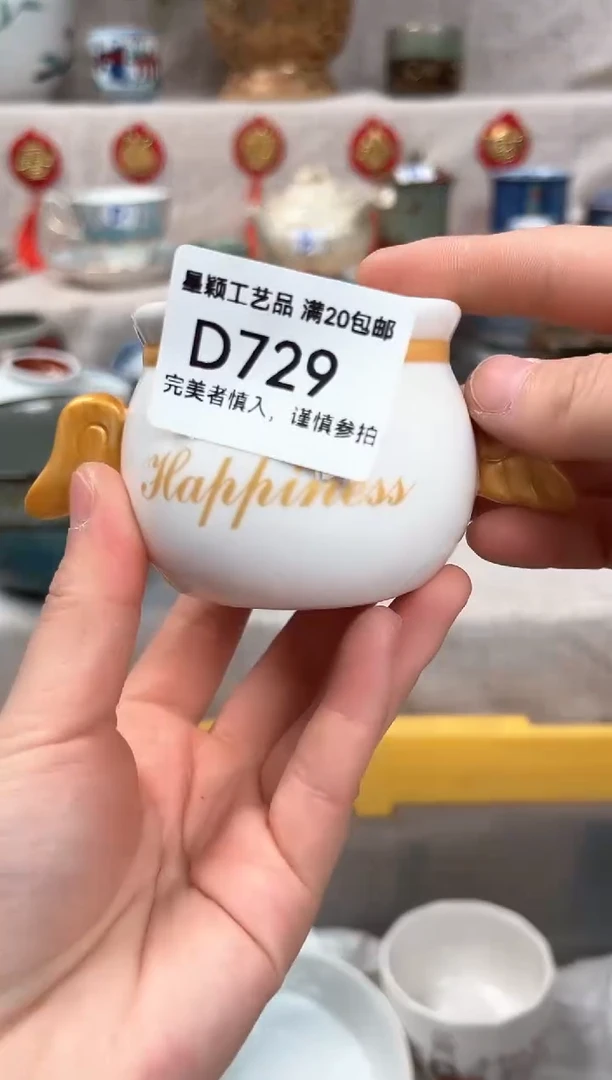 星颖工艺品 满20包邮
D729
完美者慎入，谨慎参拍
Happiness